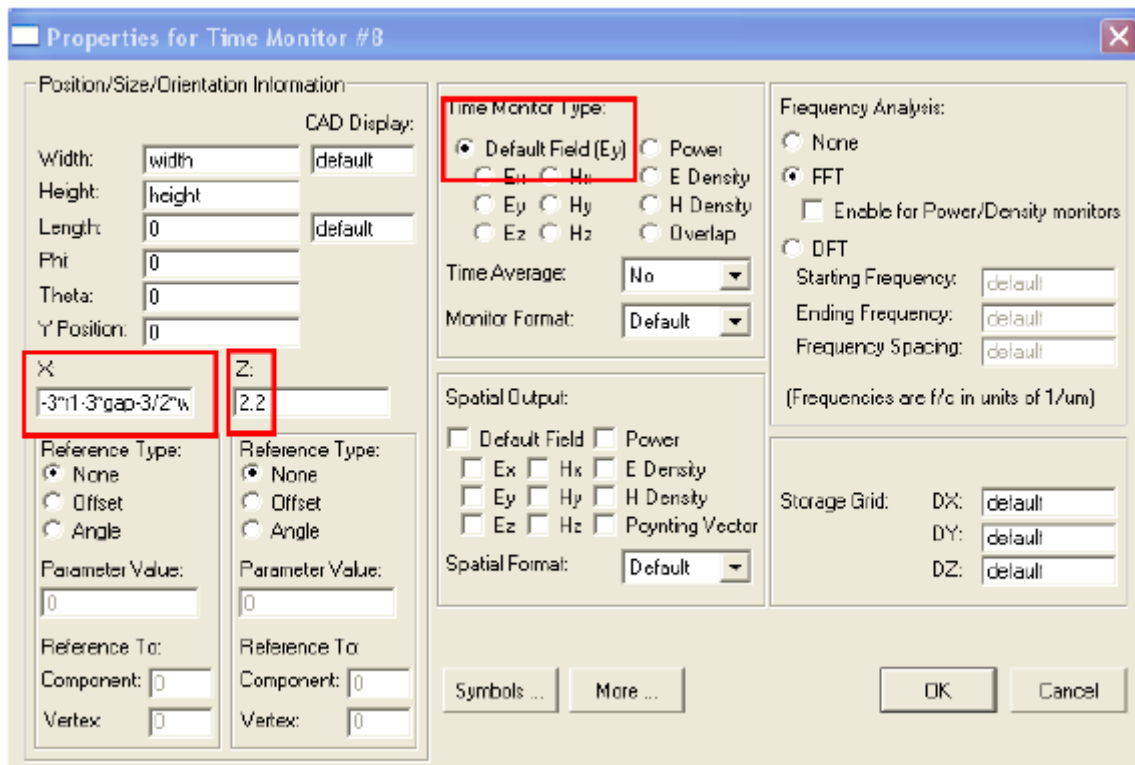 Properties for Time Monitor #8
Position/Size/Orientation Information
CAD Display:
Width: width default
Height: height
Length: 0 default
Phi 0
Theta: 0
Y Position: 0
X Z:
-3*r1-3*gap-3/2*w 2.2
Reference Type: Reference Type:
None None
Offset Offset
Angle Angle
Parameter Value: Parameter Value:
0 0
Reference To: Reference To:
Component: 0 Component: 0
Vertex: 0 Vertex: 0
Time Monitor Type:
Default Field (Ey) Power
Ex Hx E Density
Ey Hy H Density
Ez Hz Overlap
Time Average: No
Monitor Format: Default
Spatial Output:
Default Field Power
Ex Hx E Density
Ey Hy H Density
Ez Hz Poynting Vector
Spatial Format: Default
Frequency Analysis:
None
FFT
Enable for Power/Density monitors
DFT
Starting Frequency: default
Ending Frequency: default
Frequency Spacing: default
(Frequencies are f/c in units of 1/um)
Storage Grid: DX: default
DY: default
DZ: default
Symbols ... More ... OK Cancel